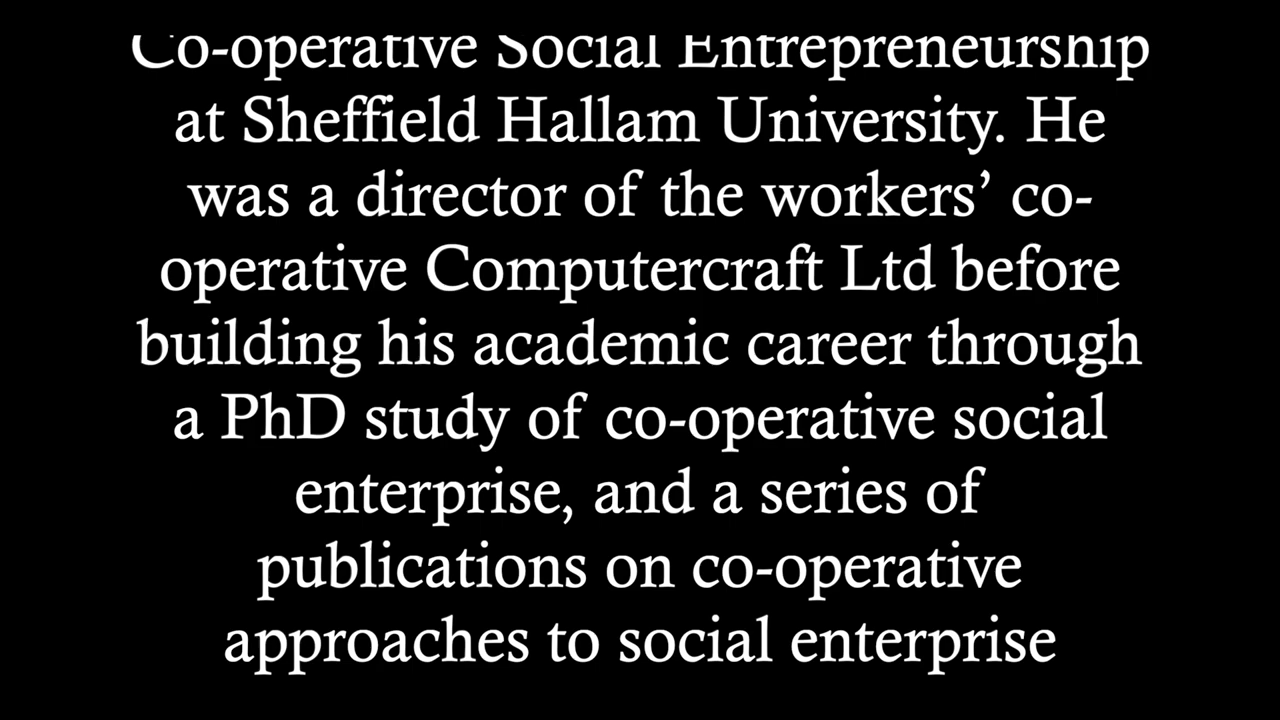 Co-operative Social Entrepreneurship
at Sheffield Hallam University. He
was a director of the workers’ co-
operative Computercraft Ltd before
building his academic career through
a PhD study of co-operative social
enterprise, and a series of
publications on co-operative
approaches to social enterprise